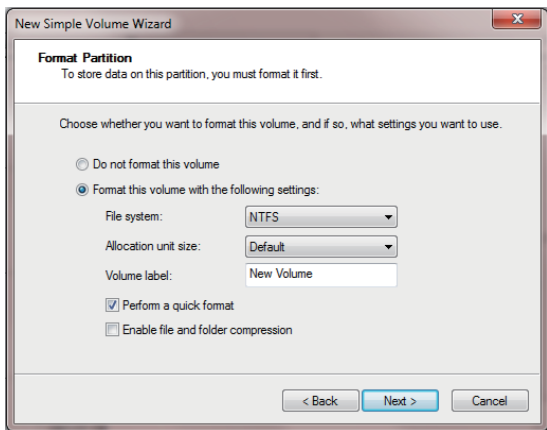 New Simple Volume Wizard
Format Partition
To store data on this partition, you must format it first.
Choose whether you want to format this volume, and if so, what settings you want to use.
Do not format this volume
Format this volume with the following settings:
File system: NTFS
Allocation unit size: Default
Volume label: New Volume
Perform a quick format
Enable file and folder compression
< Back Next > Cancel